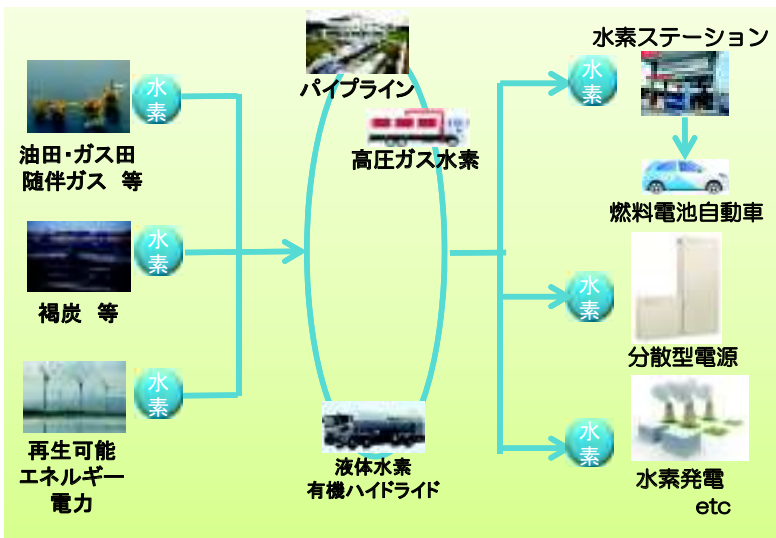 水素
油田・ガス田
随伴ガス 等
水素
褐炭 等
水素
再生可能
エネルギー
電力
パイプライン
高圧ガス水素
液体水素
有機ハイドライド
水素ステーション
水素
燃料電池自動車
水素
分散型電源
水素
水素発電
etc